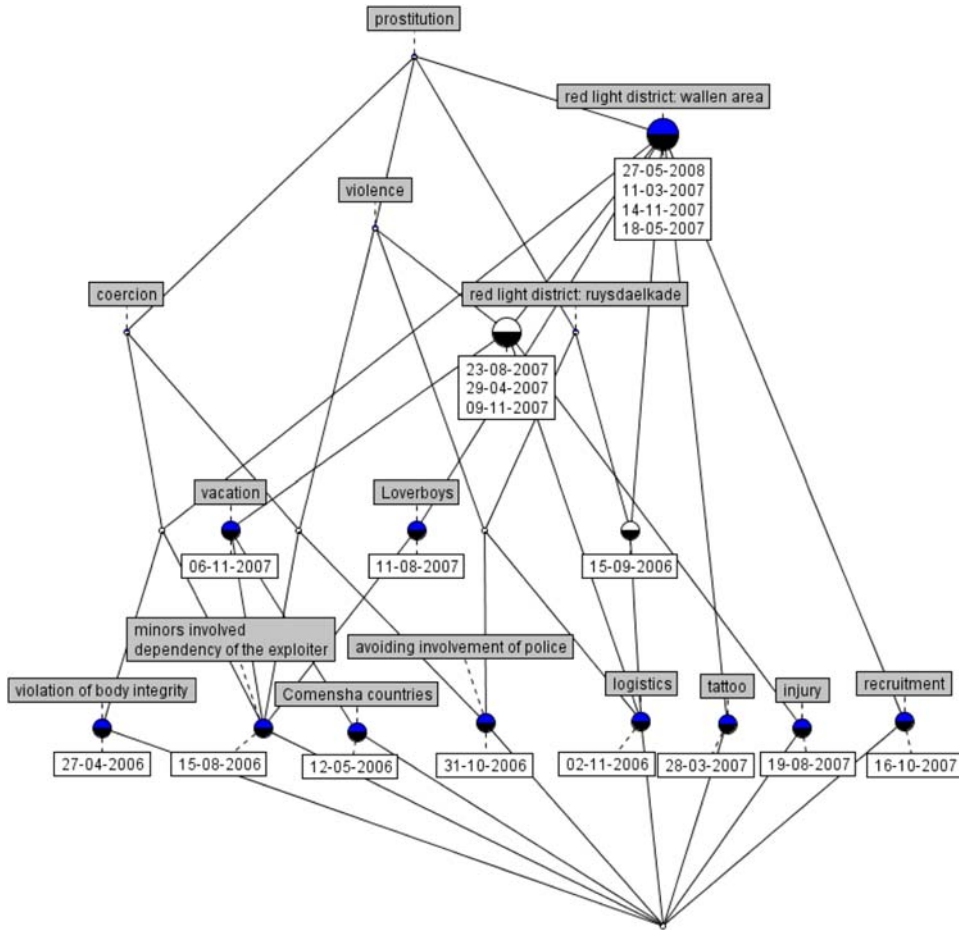 prostitution
red light district: wallen area
27-05-2008
11-03-2007
14-11-2007
18-05-2007
violence
coercion
red light district: ruysdaelkade
23-08-2007
29-04-2007
09-11-2007
vacation
Loverboys
06-11-2007
11-08-2007
15-09-2006
minors involved
dependency of the exploiter
avoiding involvement of police
violation of body integrity
Comensha countries
logistics
tattoo
injury
recruitment
27-04-2006
15-08-2006
12-05-2006
31-10-2006
02-11-2006
28-03-2007
19-08-2007
16-10-2007